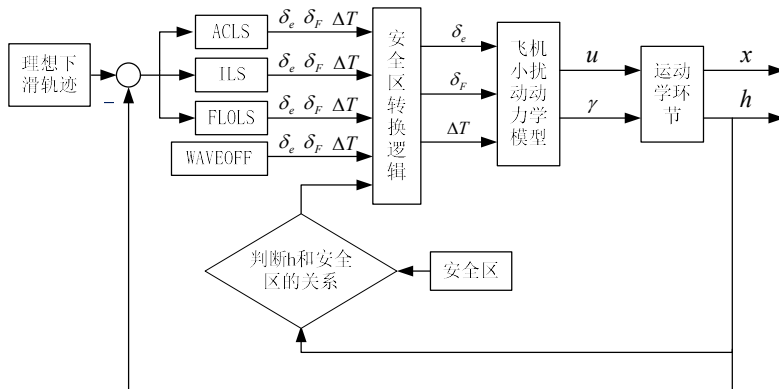 理想下
滑轨迹
−
ACLS
ILS
FLOLS
WAVEOFF
δe δF ΔT
δe δF ΔT
δe δF ΔT
δe δF ΔT
安全区转换逻辑
δe
δF
ΔT
飞机
小扰
动动
力学
模型
u
γ
运动
学环
节
x
h
判断h和安全
区的关系
安全区